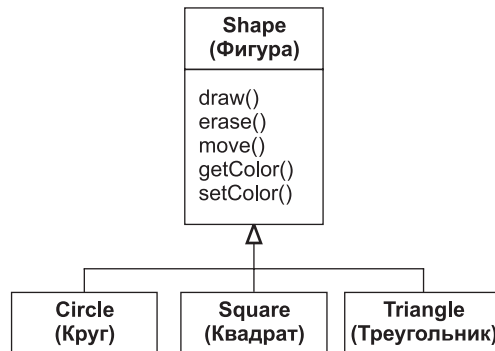 Shape
(Фигура)
draw()
erase()
move()
getColor()
setColor()
Circle
(Круг)
Square
(Квадрат)
Triangle
(Треугольник)